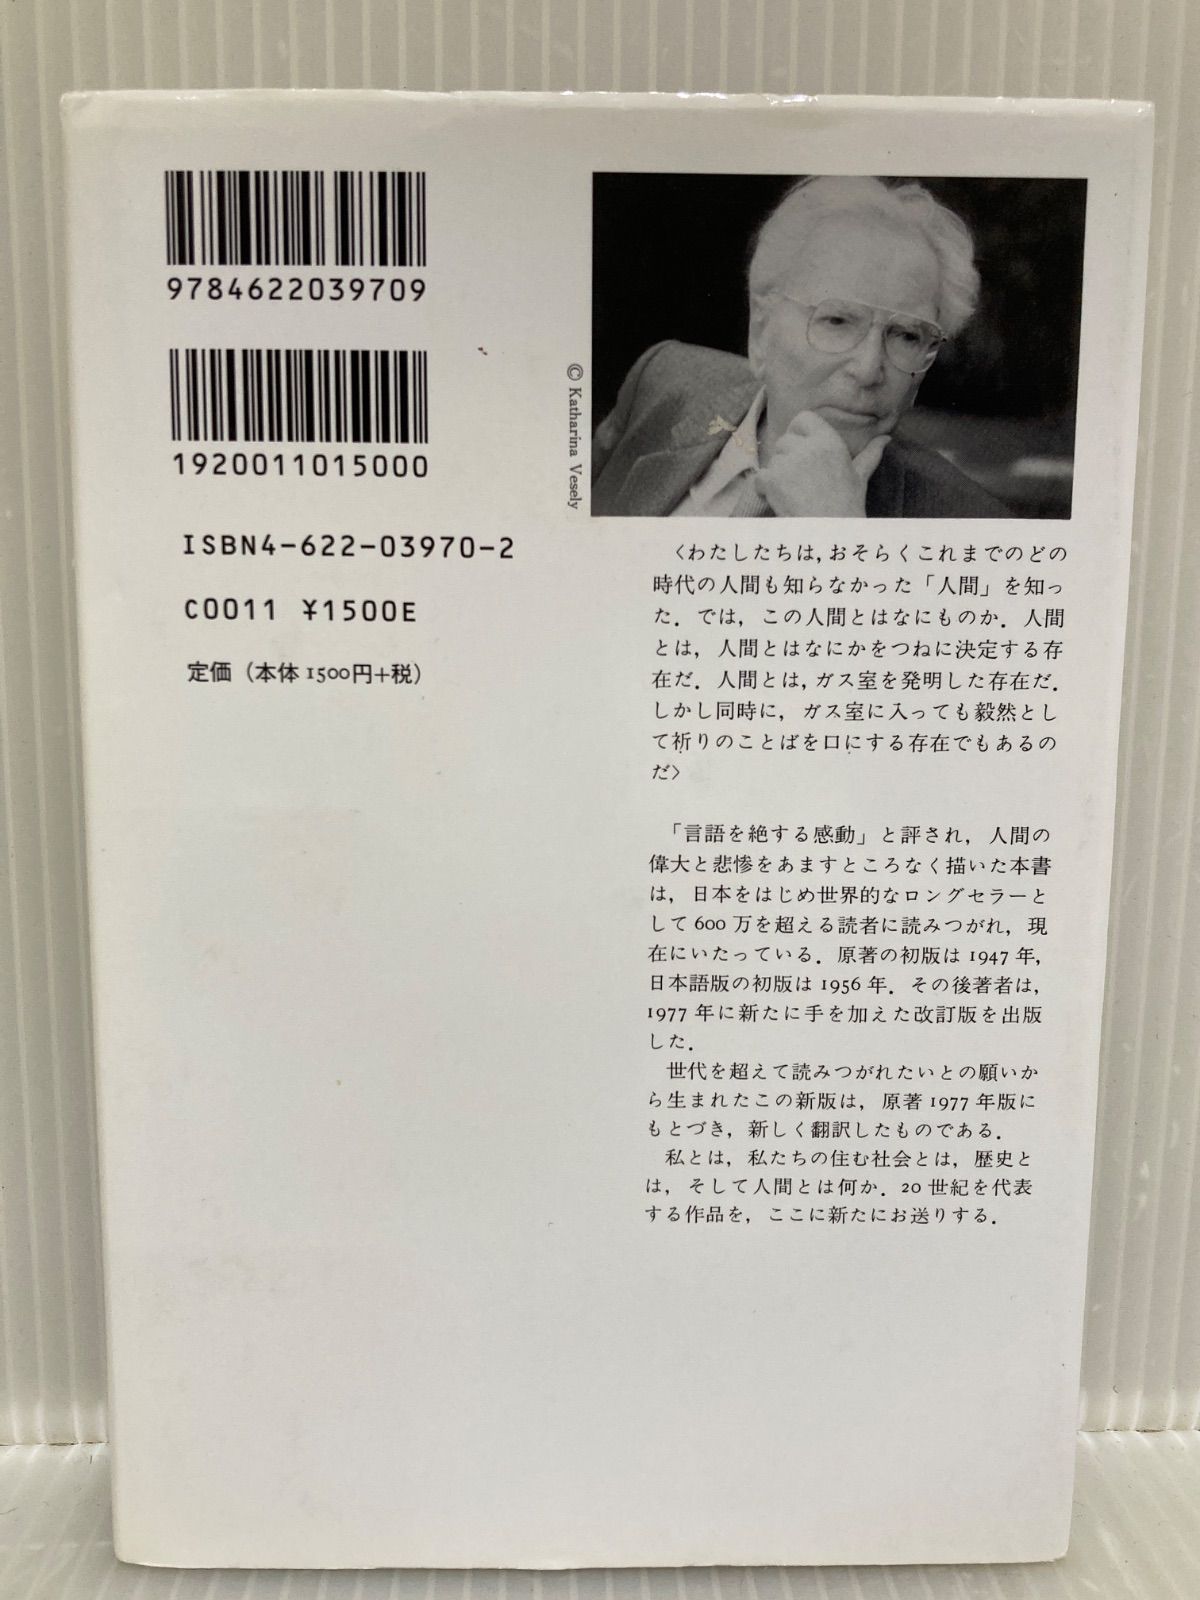 9784622039709
1920011015000
ISBN4-622-03970-2
C0011 ¥1500E
定価（本体1500円+税）
© Katharina Vesely
〈わたしたちは，おそらくこれまでのどの
時代の人間も知らなかった「人間」を知っ
た．では，この人間とはなにものか．人間
とは，人間とはなにかをつねに決定する存
在だ．人間とは，ガス室を発明した存在だ．
しかし同時に，ガス室に入っても毅然とし
て祈りのことばを口にする存在でもあるの
だ〉
「言語を絶する感動」と評され，人間の
偉大と悲惨をあますところなく描いた本書
は，日本をはじめ世界的なロングセラーと
して600万を超える読者に読みつがれ，現
在にいたっている．原著の初版は1947年，
日本語版の初版は1956年．その後著者は，
1977年に新たに手を加えた改訂版を出版
した．
世代を超えて読みつがれたいとの願いか
ら生まれたこの新版は，原著1977年版に
もとづき，新しく翻訳したものである．
私とは，私たちの住む社会とは，歴史と
は，そして人間とは何か．20世紀を代表
する作品を，ここに新たにお送りする．